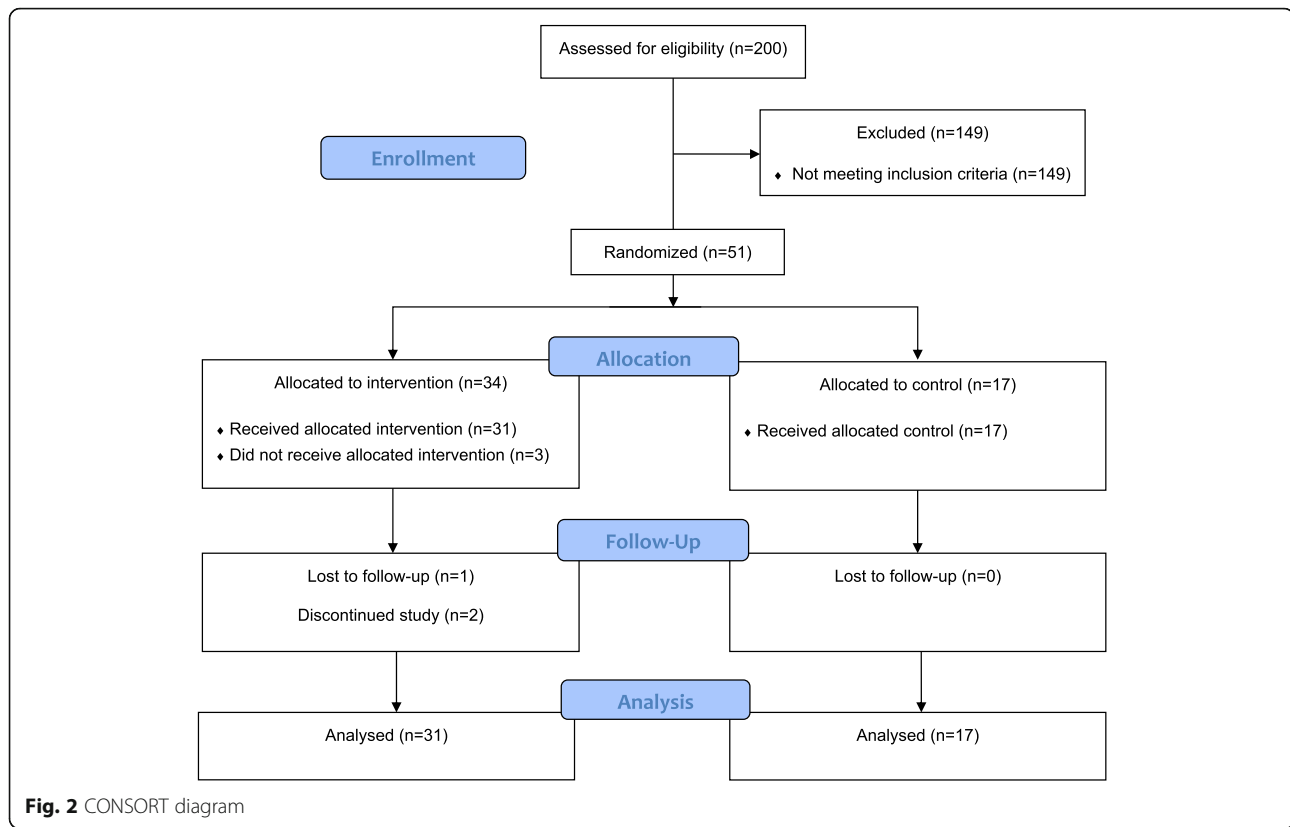 Assessed for eligibility (n=200)
Excluded (n=149)
♦ Not meeting inclusion criteria (n=149)
Enrollment
Randomized (n=51)
Allocation
Allocated to intervention (n=34)
♦ Received allocated intervention (n=31)
♦ Did not receive allocated intervention (n=3)
Allocated to control (n=17)
♦ Received allocated control (n=17)
Follow-Up
Lost to follow-up (n=1)
Discontinued study (n=2)
Lost to follow-up (n=0)
Analysis
Analysed (n=31)
Analysed (n=17)
Fig. 2 CONSORT diagram